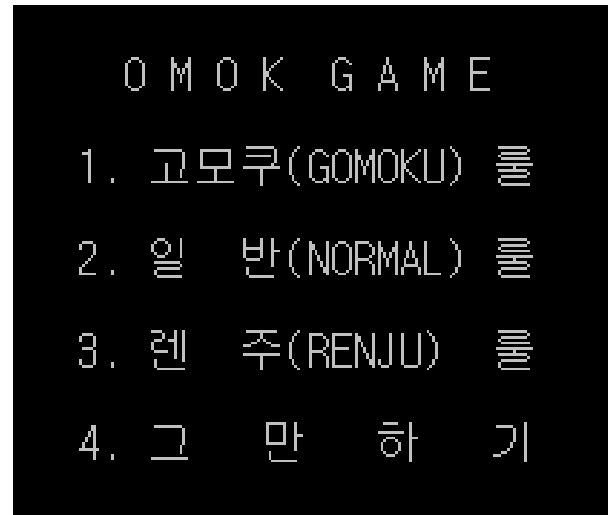 O M O K  G A M E
1. 고모쿠(GOMOKU) 룰
2. 일  반(NORMAL) 룰
3. 렌  주(RENJU)  룰
4. 그  만  하  기